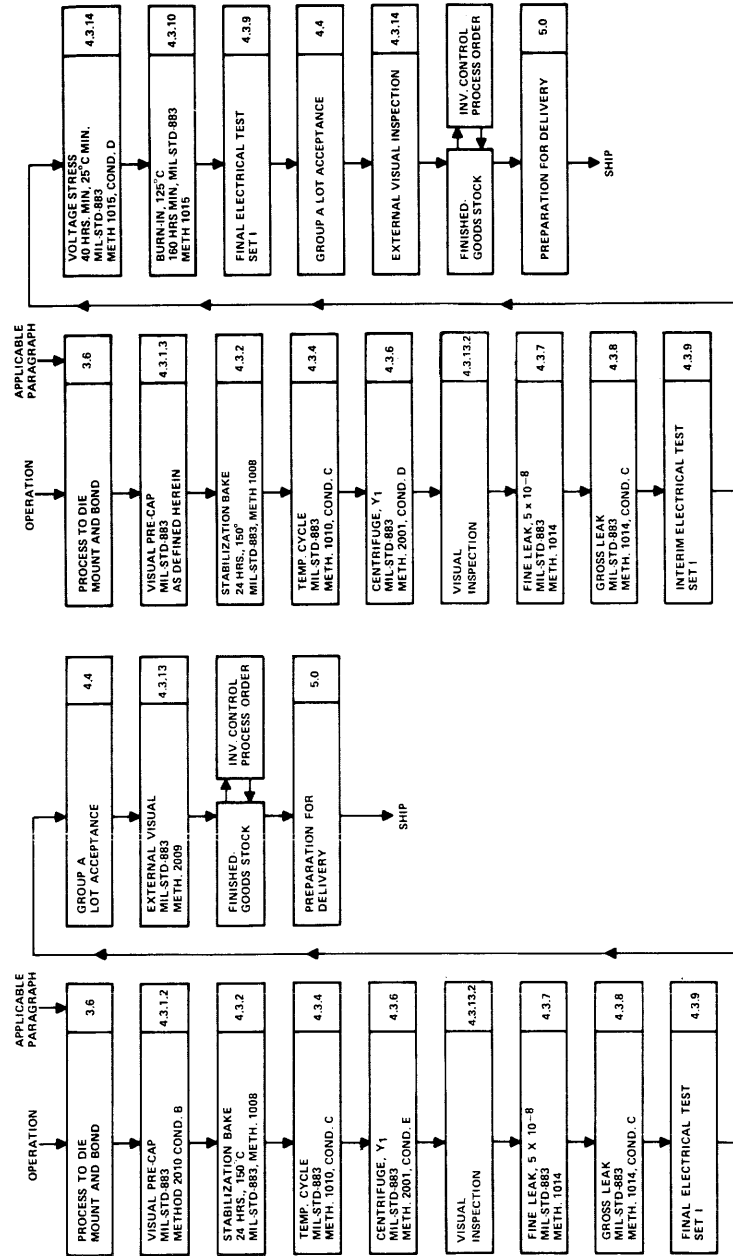 OPERATION
APPLICABLE
PARAGRAPH
PROCESS TO DIE
MOUNT AND BOND
3.6
VISUAL PRE-CAP
MIL-STD-883
METHOD 2010 COND. B
4.3.1.2
STABILIZATION BAKE
24 HRS., 150°C
MIL-STD-883, METH. 1008
4.3.2
TEMP. CYCLE
MIL-STD-883
METH. 1010, COND. C
4.3.4
CENTRIFUGE, Y1
MIL-STD-883
METH. 2001, COND. E
4.3.6
VISUAL
INSPECTION
4.3.13.2
FINE LEAK, 5 X 10−8
MIL-STD-883
METH. 1014
4.3.7
GROSS LEAK
MIL-STD-883
METH. 1014, COND. C
4.3.8
FINAL ELECTRICAL TEST
SET I
4.3.9
GROUP A
LOT ACCEPTANCE
4.4
EXTERNAL VISUAL
MIL-STD-883
METH. 2009
4.3.13
FINISHED-
GOODS STOCK
INV. CONTROL
PROCESS ORDER
PREPARATION FOR
DELIVERY
5.0
SHIP
OPERATION
APPLICABLE
PARAGRAPH
PROCESS TO DIE
MOUNT AND BOND
3.6
VISUAL PRE-CAP
MIL-STD-883
AS DEFINED HEREIN
4.3.1.3
STABILIZATION BAKE
24 HRS., 150°
MIL-STD-883, METH 1008
4.3.2
TEMP. CYCLE
MIL-STD-883
METH. 1010, COND. C
4.3.4
CENTRIFUGE, Y1
MIL-STD-883
METH. 2001, COND. D
4.3.6
VISUAL
INSPECTION
4.3.13.2
FINE LEAK, 5 x 10−8
MIL-STD-883
METH. 1014
4.3.7
GROSS LEAK
MIL-STD-883
METH. 1014, COND. C
4.3.8
INTERIM ELECTRICAL TEST
SET I
4.3.9
VOLTAGE STRESS
40 HRS. MIN, 25°C MIN.
MIL-STD-883
METH 1015, COND. D
4.3.14
BURN-IN, 125°C
160 HRS MIN, MIL-STD-883
METH 1015
4.3.10
FINAL ELECTRICAL TEST
SET I
4.3.9
GROUP A LOT ACCEPTANCE
4.4
EXTERNAL VISUAL INSPECTION
4.3.14
FINISHED-
GOODS STOCK
INV. CONTROL
PROCESS ORDER
PREPARATION FOR DELIVERY
5.0
SHIP